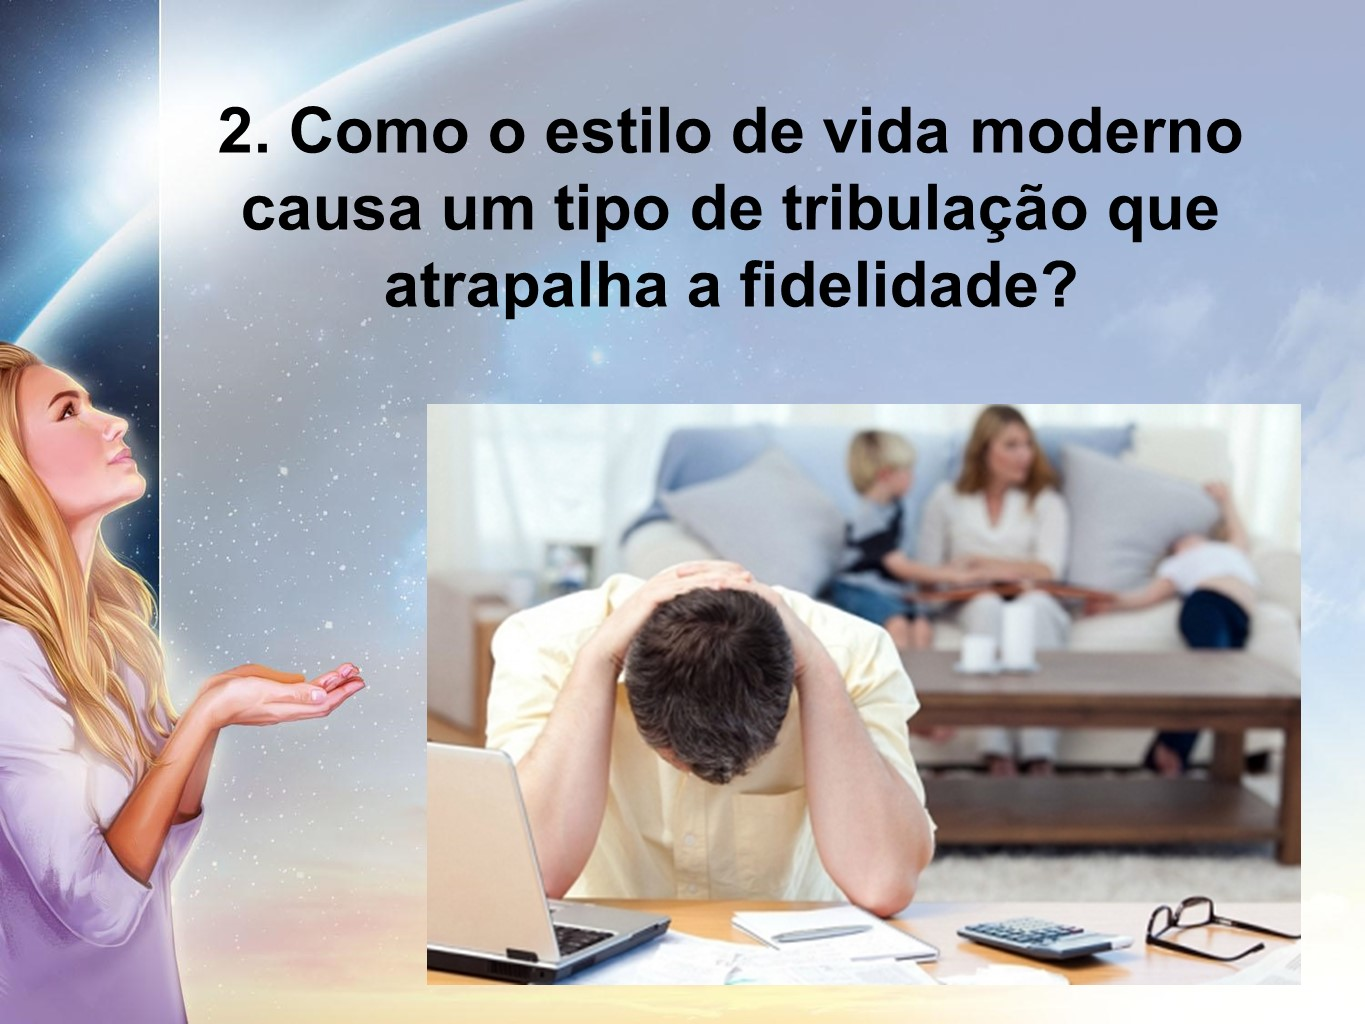 2. Como o estilo de vida moderno
causa um tipo de tribulação que
atrapalha a fidelidade?